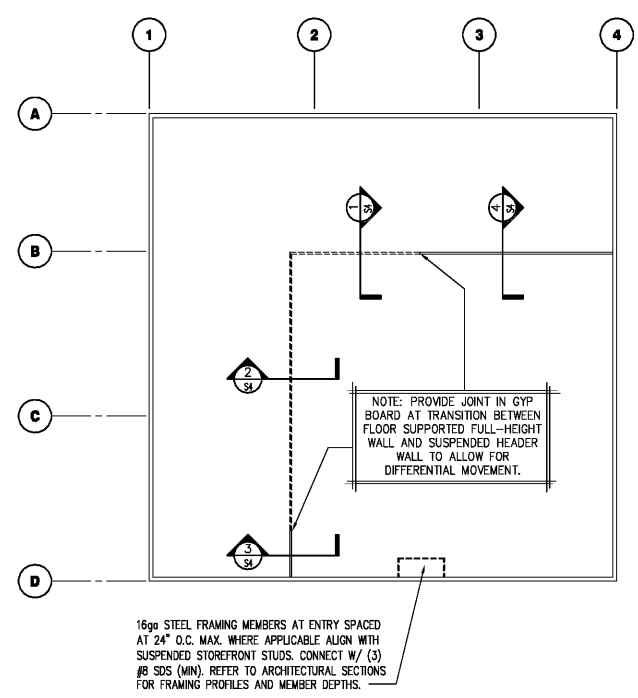 1
2
3
4
A
B
C
D
1
S4
4
S4
2
S4
3
S4
NOTE: PROVIDE JOINT IN GYP
BOARD AT TRANSITION BETWEEN
FLOOR SUPPORTED FULL-HEIGHT
WALL AND SUSPENDED HEADER
WALL TO ALLOW FOR
DIFFERENTIAL MOVEMENT.
16ga STEEL FRAMING MEMBERS AT ENTRY SPACED
AT 24" O.C. MAX. WHERE APPLICABLE ALIGN WITH
SUSPENDED STOREFRONT STUDS. CONNECT W/ (3)
#8 SDS (MIN). REFER TO ARCHITECTURAL SECTIONS
FOR FRAMING PROFILES AND MEMBER DEPTHS.